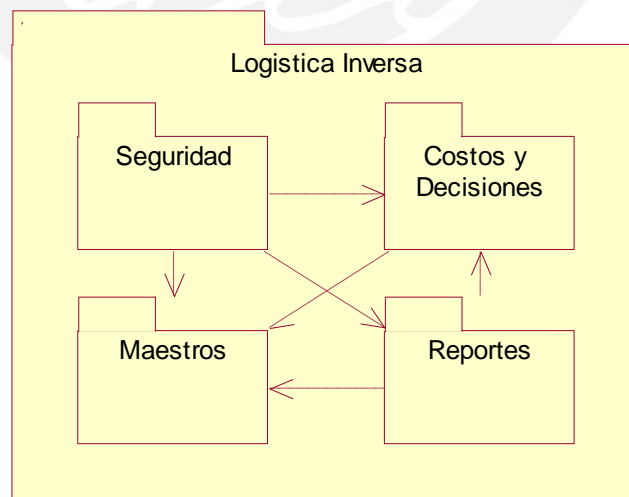 Logistica Inversa
Seguridad
Costos y
Decisiones
Maestros
Reportes